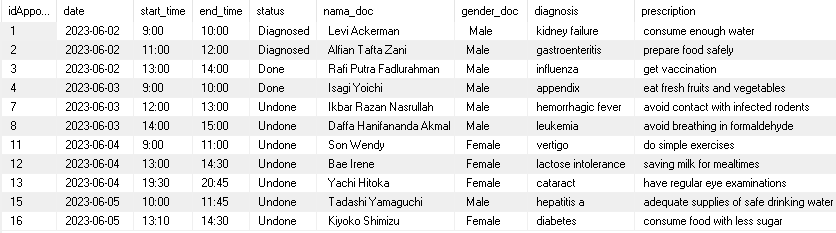 idAppo... date start_time end_time status nama_doc gender_doc diagnosis prescription
1 2023-06-02 9:00 10:00 Diagnosed Levi Ackerman Male kidney failure consume enough water
2 2023-06-02 11:00 12:00 Diagnosed Alfian Tafta Zani Male gastroenteritis prepare food safely
3 2023-06-02 13:00 14:00 Done Rafi Putra Fadlurahman Male influenza get vaccination
4 2023-06-03 9:00 10:00 Done Isagi Yoichi Male appendix eat fresh fruits and vegetables
7 2023-06-03 12:00 13:00 Undone Ikbar Razan Nasrullah Male hemorrhagic fever avoid contact with infected rodents
8 2023-06-03 14:00 15:00 Undone Daffa Hanifananda Akmal Male leukemia avoid breathing in formaldehyde
11 2023-06-04 9:00 11:00 Undone Son Wendy Female vertigo do simple exercises
12 2023-06-04 13:00 14:30 Undone Bae Irene Female lactose intolerance saving milk for mealtimes
13 2023-06-04 19:30 20:45 Undone Yachi Hitoka Female cataract have regular eye examinations
15 2023-06-05 10:00 11:45 Undone Tadashi Yamaguchi Male hepatitis a adequate supplies of safe drinking water
16 2023-06-05 13:10 14:30 Undone Kiyoko Shimizu Female diabetes consume food with less sugar